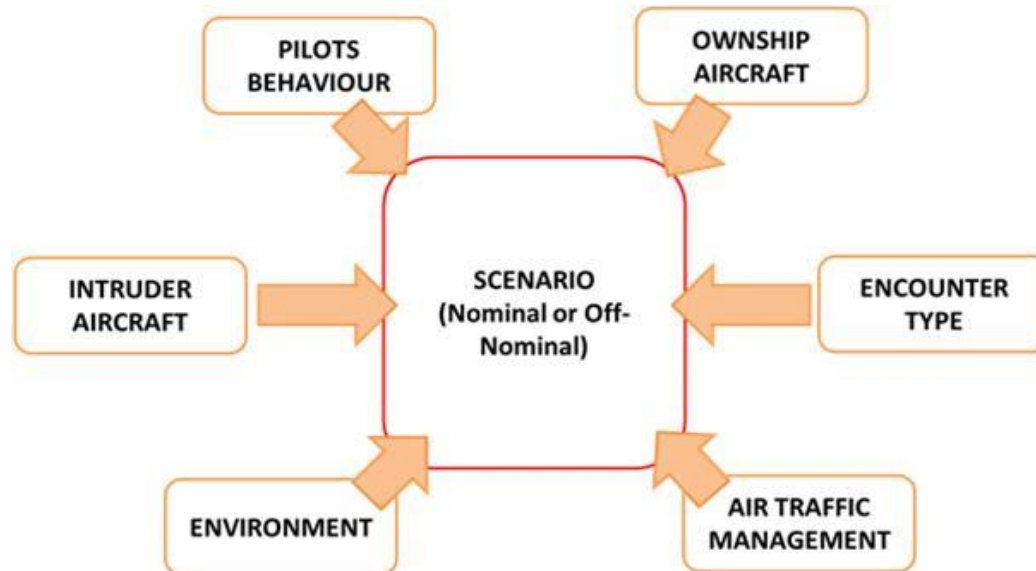 PILOTS
BEHAVIOUR
OWNSHIP
AIRCRAFT
INTRUDER
AIRCRAFT
SCENARIO
(Nominal or Off-
Nominal)
ENCOUNTER
TYPE
ENVIRONMENT
AIR TRAFFIC
MANAGEMENT